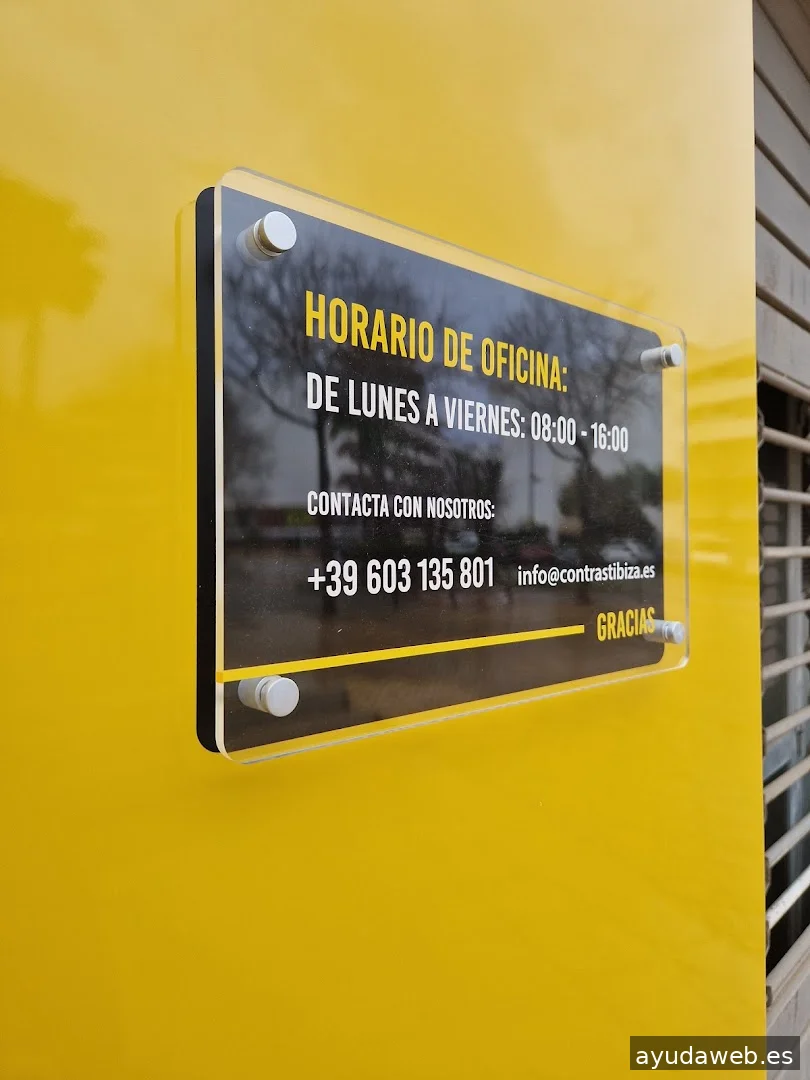 HORARIO DE OFICINA:
DE LUNES A VIERNES: 08:00 - 16:00
CONTACTA CON NOSOTROS:
+39 603 135 801 info@contrastibiza.es
GRACIAS
ayudaweb.es